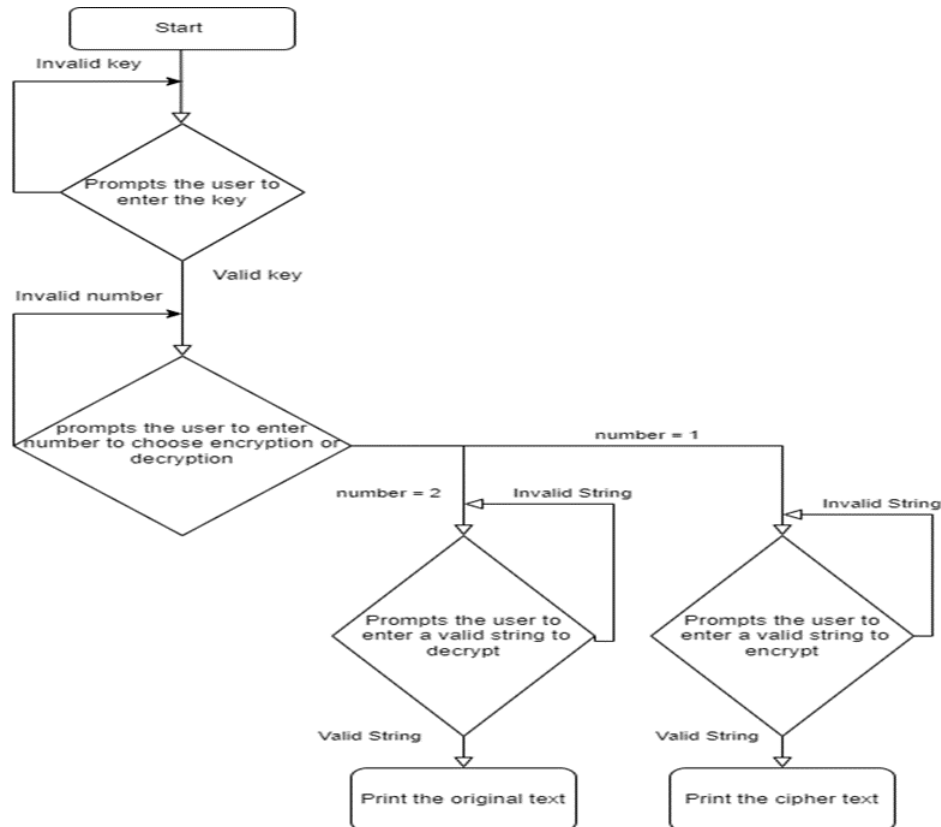 Start
Invalid key
Prompts the user to
enter the key
Valid key
Invalid number
prompts the user to enter
number to choose encryption or
decryption
number = 1
number = 2
Invalid String
Invalid String
Prompts the user to
enter a valid string to
decrypt
Prompts the user to
enter a valid string to
encrypt
Valid String
Valid String
Print the original text
Print the cipher text